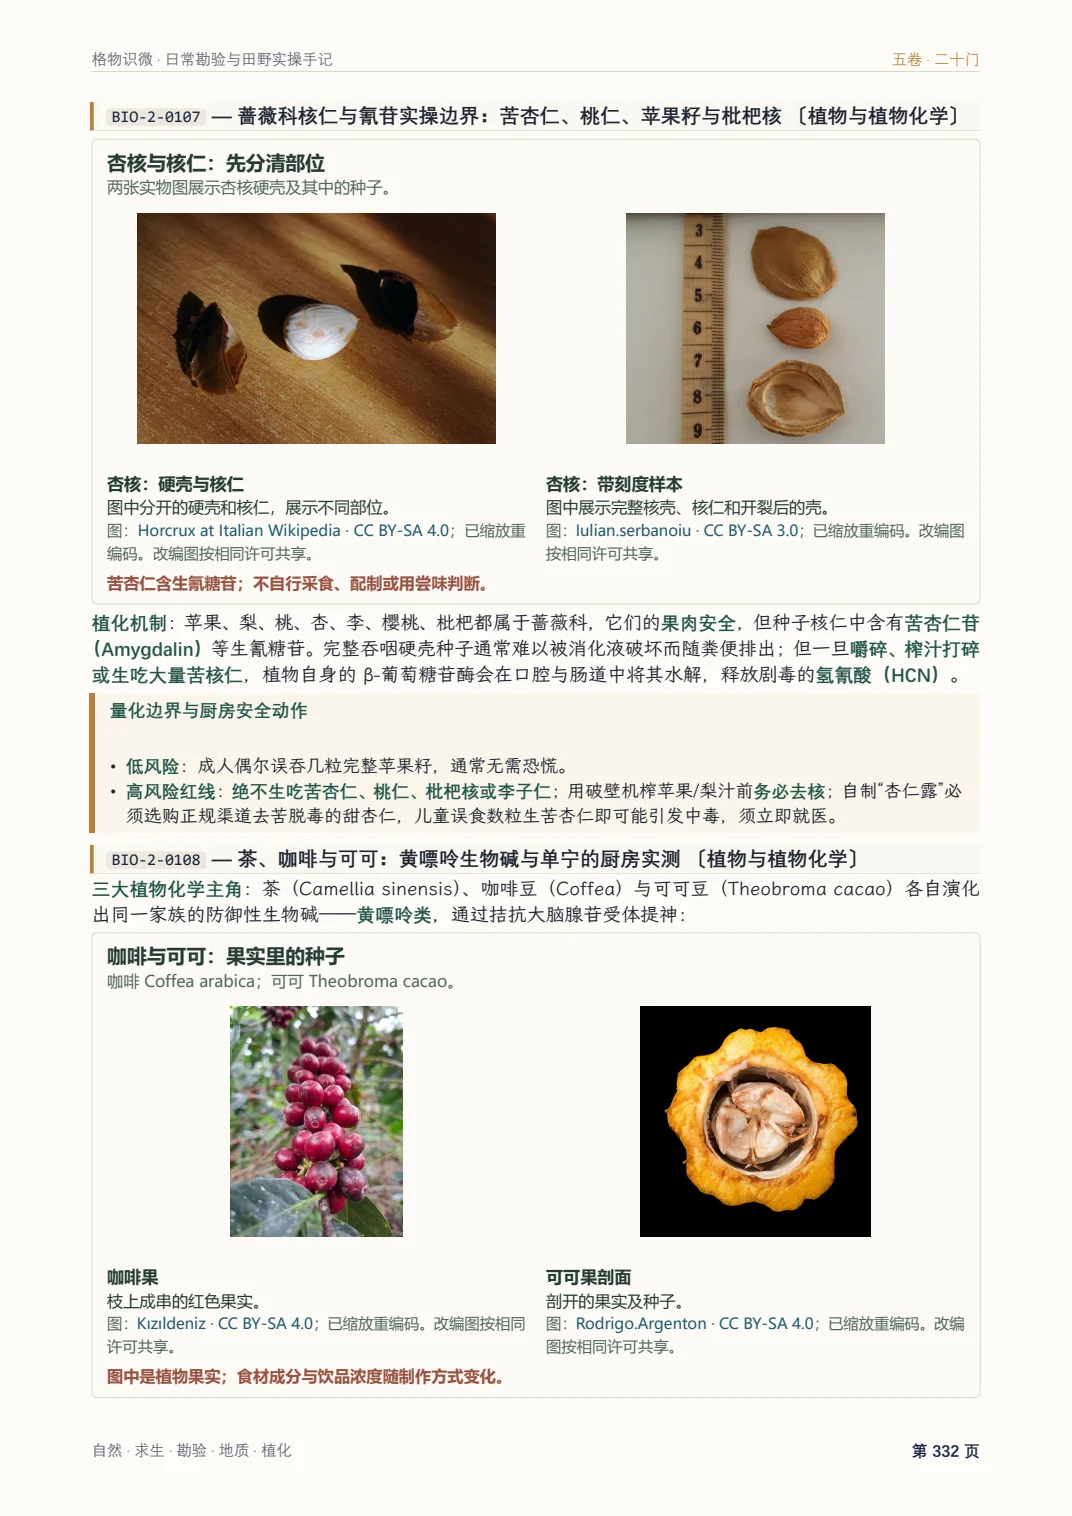 格物识微 · 日常勘验与田野实操手记
五卷 · 二十门
BIO-2-0107 — 蔷薇科核仁与氰苷实操边界：苦杏仁、桃仁、苹果籽与枇杷核 〔植物与植物化学〕
杏核与核仁：先分清部位
两张实物图展示杏核硬壳及其中的种子。
3
4
5
6
7
8
9
杏核：硬壳与核仁
图中分开的硬壳和核仁，展示不同部位。
图：Horcrux at Italian Wikipedia · CC BY-SA 4.0；已缩放重
编码。改编图按相同许可共享。
杏核：带刻度样本
图中展示完整核壳、核仁和开裂后的壳。
图：Iulian.serbanoiu · CC BY-SA 3.0；已缩放重编码。改编图
按相同许可共享。
苦杏仁含生氰糖苷；不自行采食、配制或用尝味判断。
植化机制：苹果、梨、桃、杏、李、樱桃、枇杷都属于蔷薇科，它们的果肉安全，但种子核仁中含有苦杏仁苷
（Amygdalin）等生氰糖苷。完整吞咽硬壳种子通常难以被消化液破坏而随粪便排出；但一旦嚼碎、榨汁打碎
或生吃大量苦核仁，植物自身的 β-葡萄糖苷酶会在口腔与肠道中将其水解，释放剧毒的氢氰酸（HCN）。
量化边界与厨房安全动作
• 低风险：成人偶尔误吞几粒完整苹果籽，通常无需恐慌。
• 高风险红线：绝不生吃苦杏仁、桃仁、枇杷核或李子仁；用破壁机榨苹果/梨汁前务必去核；自制“杏仁露”必
须选购正规渠道去苦脱毒的甜杏仁，儿童误食数粒生苦杏仁即可能引发中毒，须立即就医。
BIO-2-0108 — 茶、咖啡与可可：黄嘌呤生物碱与单宁的厨房实测 〔植物与植物化学〕
三大植物化学主角：茶（Camellia sinensis）、咖啡豆（Coffea）与可可豆（Theobroma cacao）各自演化
出同一家族的防御性生物碱——黄嘌呤类，通过拮抗大脑腺苷受体提神：
咖啡与可可：果实里的种子
咖啡 Coffea arabica；可可 Theobroma cacao。
咖啡果
枝上成串的红色果实。
图：Kızıldeniz · CC BY-SA 4.0；已缩放重编码。改编图按相同
许可共享。
可可果剖面
剖开的果实及种子。
图：Rodrigo.Argenton · CC BY-SA 4.0；已缩放重编码。改编
图按相同许可共享。
图中是植物果实；食材成分与饮品浓度随制作方式变化。
自然 · 求生 · 勘验 · 地质 · 植化
第 332 页